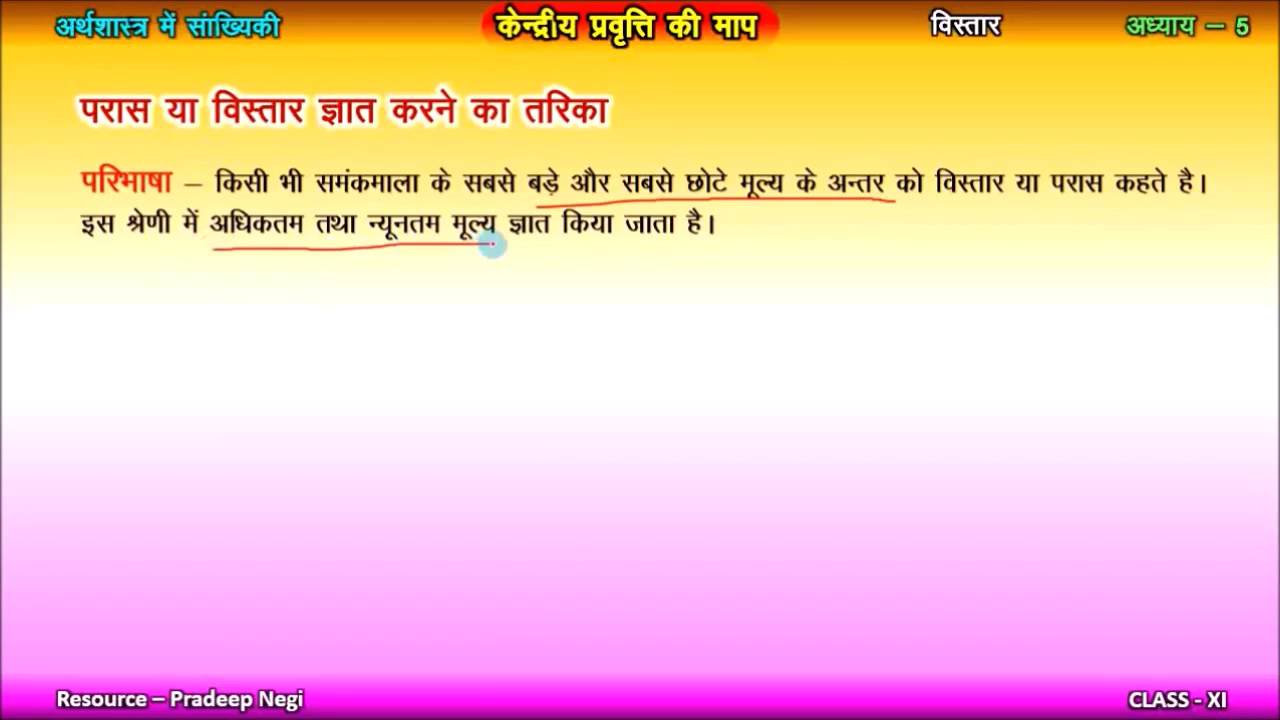 अर्थशास्त्र में सांख्यिकी
केन्द्रीय प्रवृत्ति की माप
विस्तार
अध्याय – 5
परास या विस्तार ज्ञात करने का तरिका
परिभाषा – किसी भी समंकमाला के सबसे बड़े और सबसे छोटे मूल्य के अन्तर को विस्तार या परास कहते है।
इस श्रेणी में अधिकतम तथा न्यूनतम मूल्य ज्ञात किया जाता है।
Resource – Pradeep Negi
CLASS - XI